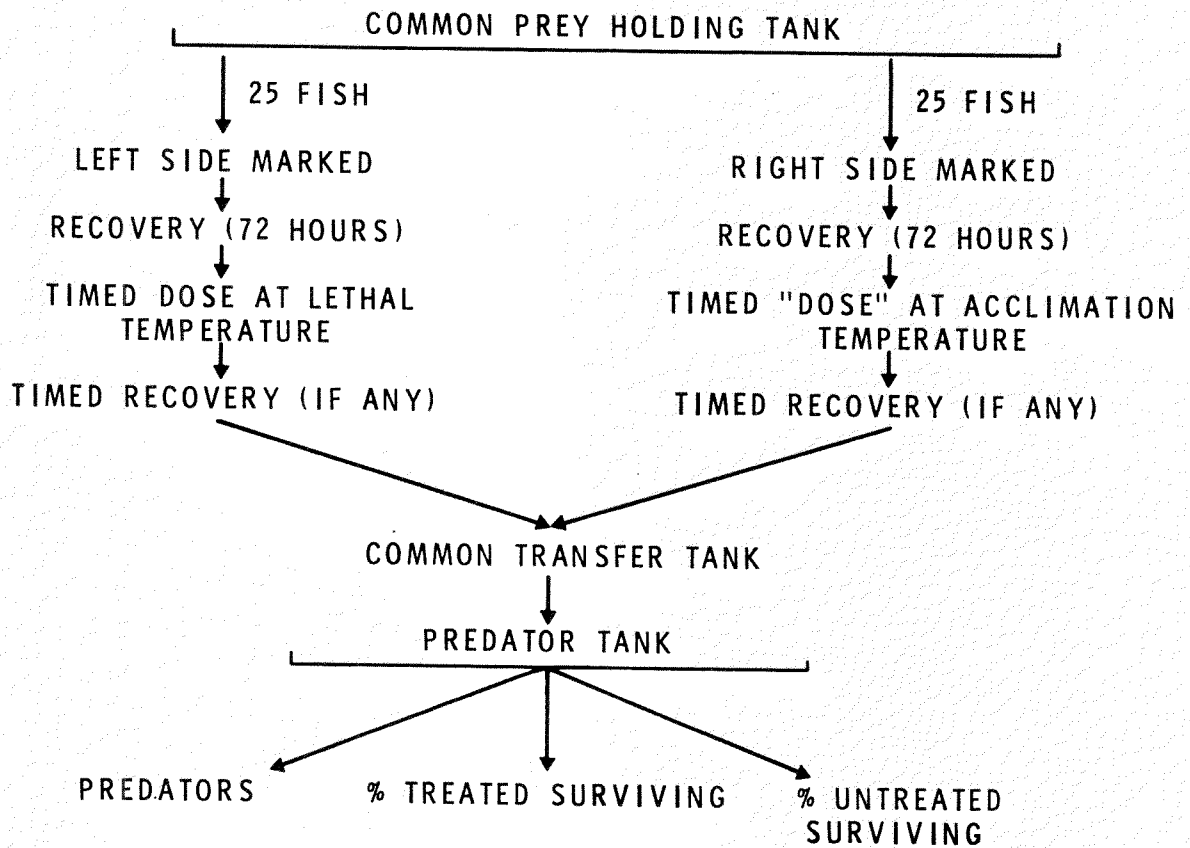 COMMON PREY HOLDING TANK
25 FISH
25 FISH
LEFT SIDE MARKED
RIGHT SIDE MARKED
RECOVERY (72 HOURS)
RECOVERY (72 HOURS)
TIMED DOSE AT LETHAL
TEMPERATURE
TIMED "DOSE" AT ACCLIMATION
TEMPERATURE
TIMED RECOVERY (IF ANY)
TIMED RECOVERY (IF ANY)
COMMON TRANSFER TANK
PREDATOR TANK
PREDATORS
% TREATED SURVIVING
% UNTREATED
SURVIVING